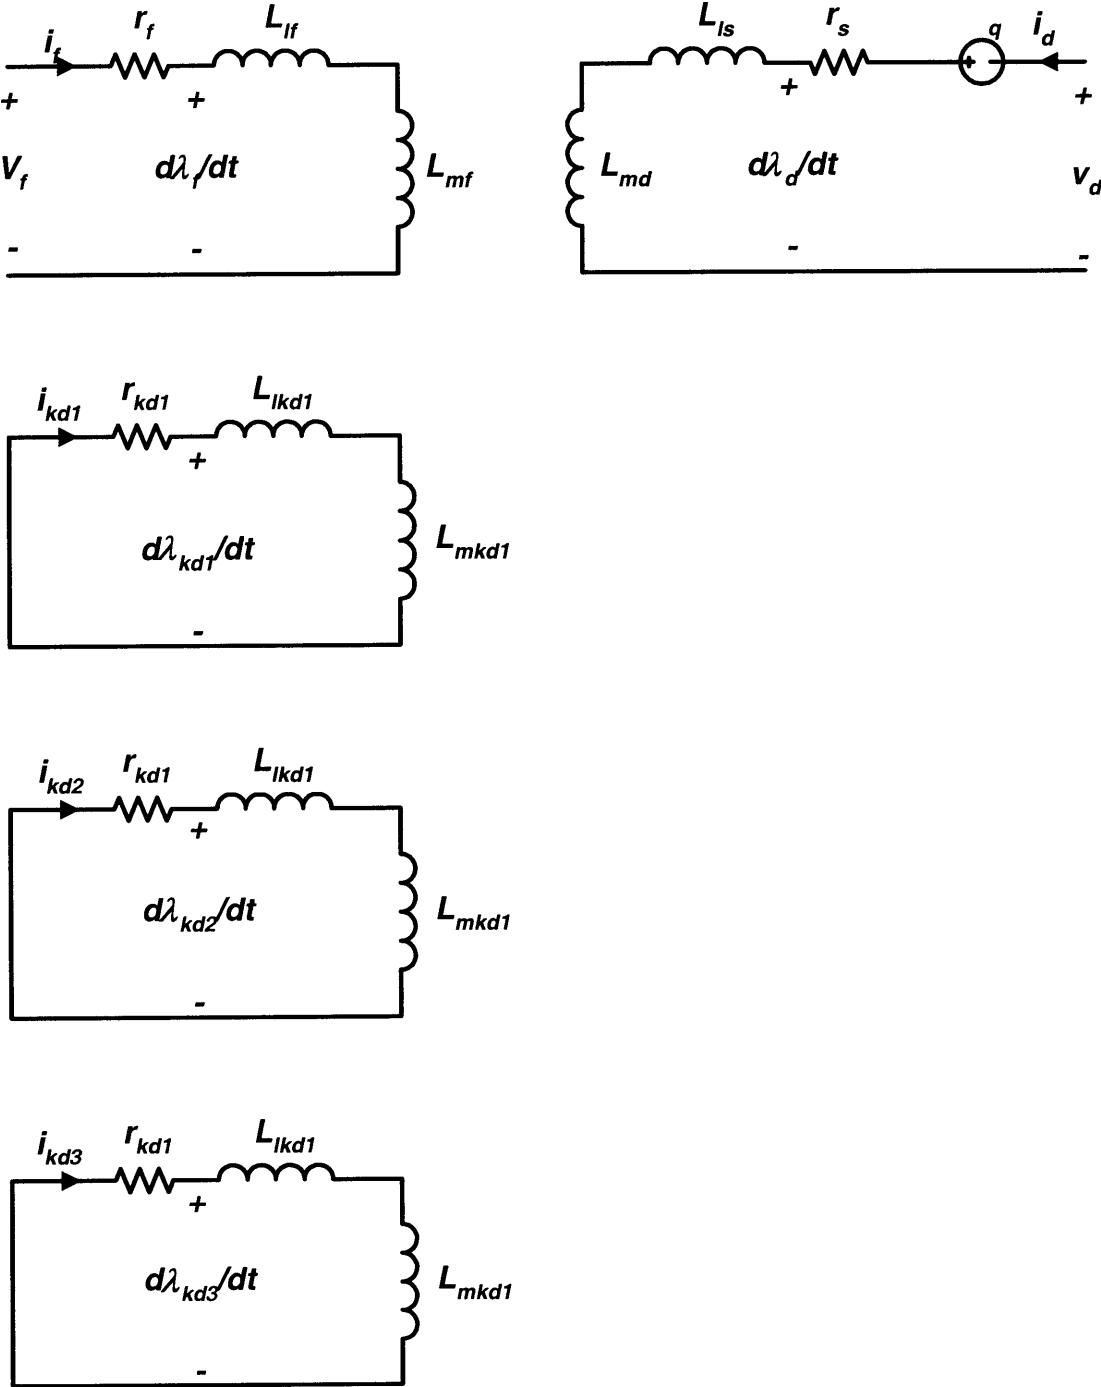 i_f r_f L_lf
+ +
V_f dλ_f/dt L_mf
- -
L_ls r_s q i_d
+ - + +
L_md dλ_d/dt v_d
- -
i_kd1 r_kd1 L_lkd1
+
dλ_kd1/dt L_mkd1
-
i_kd2 r_kd1 L_lkd1
+
dλ_kd2/dt L_mkd1
-
i_kd3 r_kd1 L_lkd1
+
dλ_kd3/dt L_mkd1
-